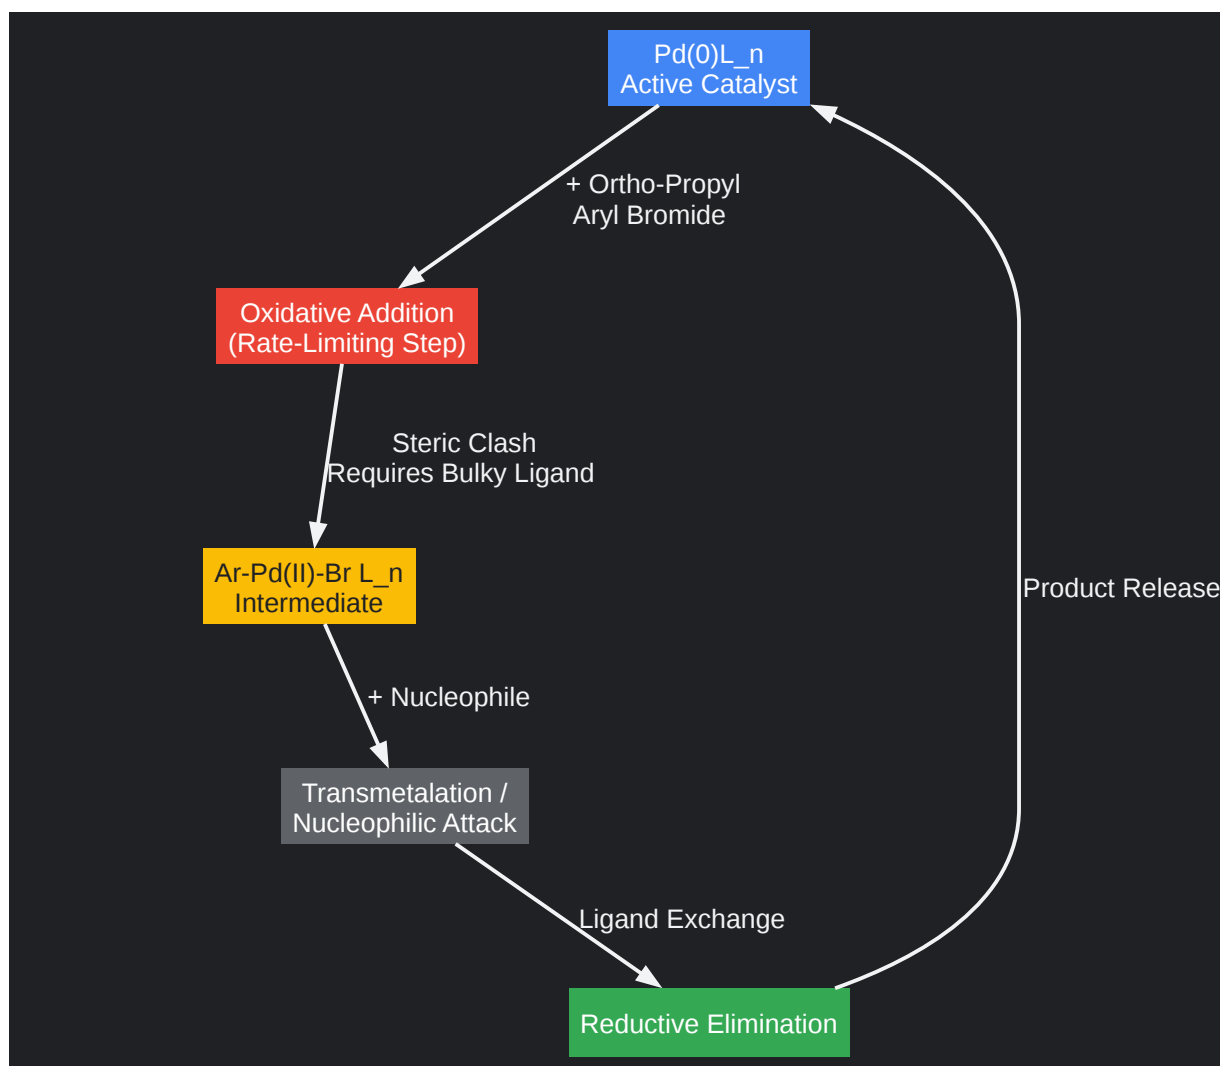 Pd(0)L_n
Active Catalyst
+ Ortho-Propyl
Aryl Bromide
Oxidative Addition
(Rate-Limiting Step)
Steric Clash
Requires Bulky Ligand
Ar-Pd(II)-Br L_n
Intermediate
Product Release
+ Nucleophile
Transmetalation /
Nucleophilic Attack
Ligand Exchange
Reductive Elimination